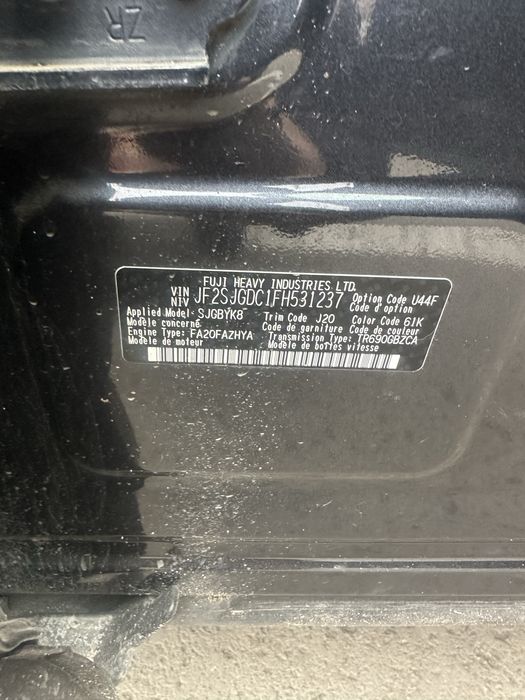 ZR
FUJI HEAVY INDUSTRIES LTD.
VIN NIV JF2SJGDC1FH531237 Option Code U44F
Code d'option
Applied Model: SJGBYK8 Trim Code J20 Color Code 61K
Modèle concerné Code de garniture Code de couleur
Engine Type: FA20FAZHYA Transmission Type: TR690GBZCA
Modèle de moteur Modèle de boîtes vitesse